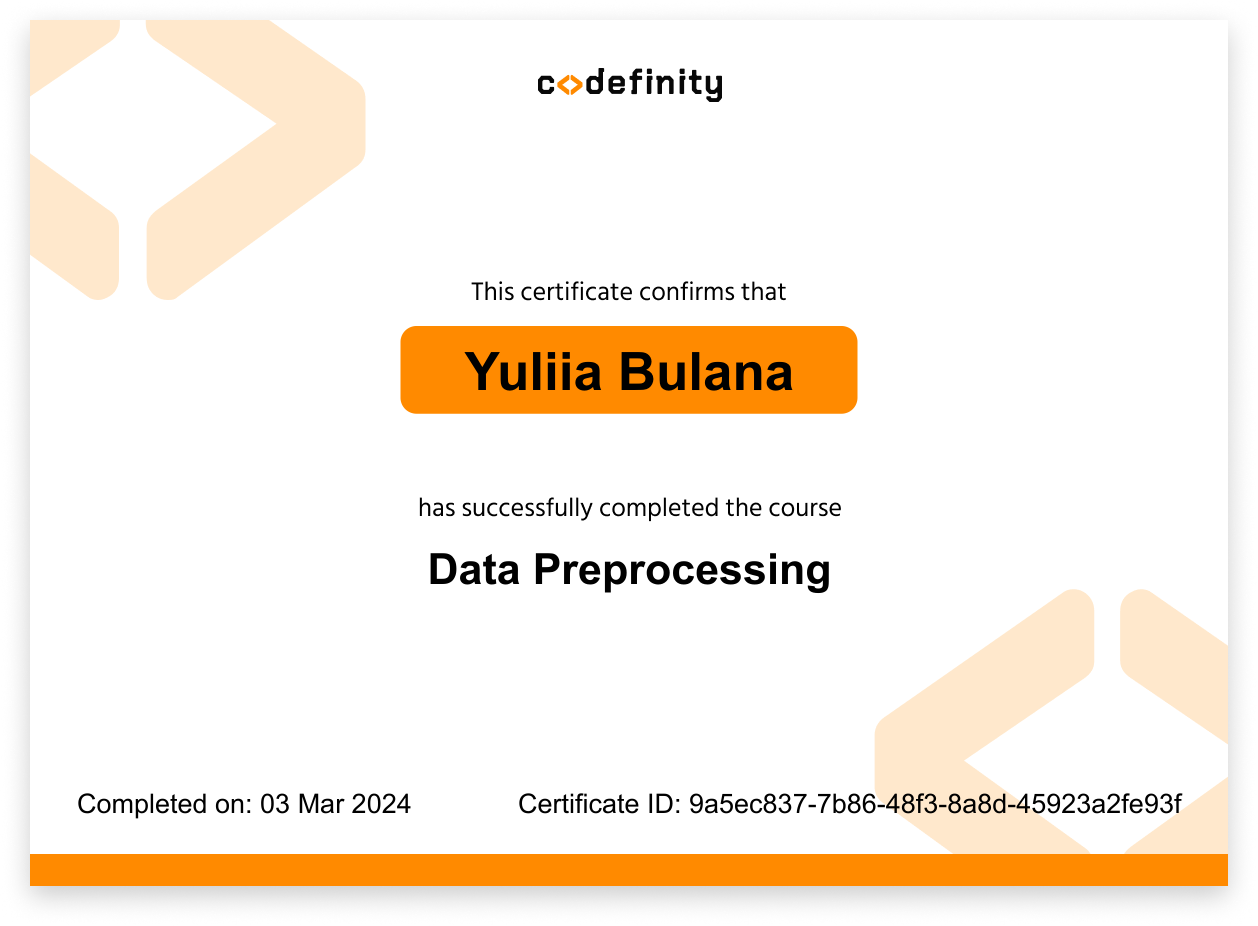 codefinity
This certificate confirms that
Yuliia Bulana
has successfully completed the course
Data Preprocessing
Completed on: 03 Mar 2024
Certificate ID: 9a5ec837-7b86-48f3-8a8d-45923a2fe93f